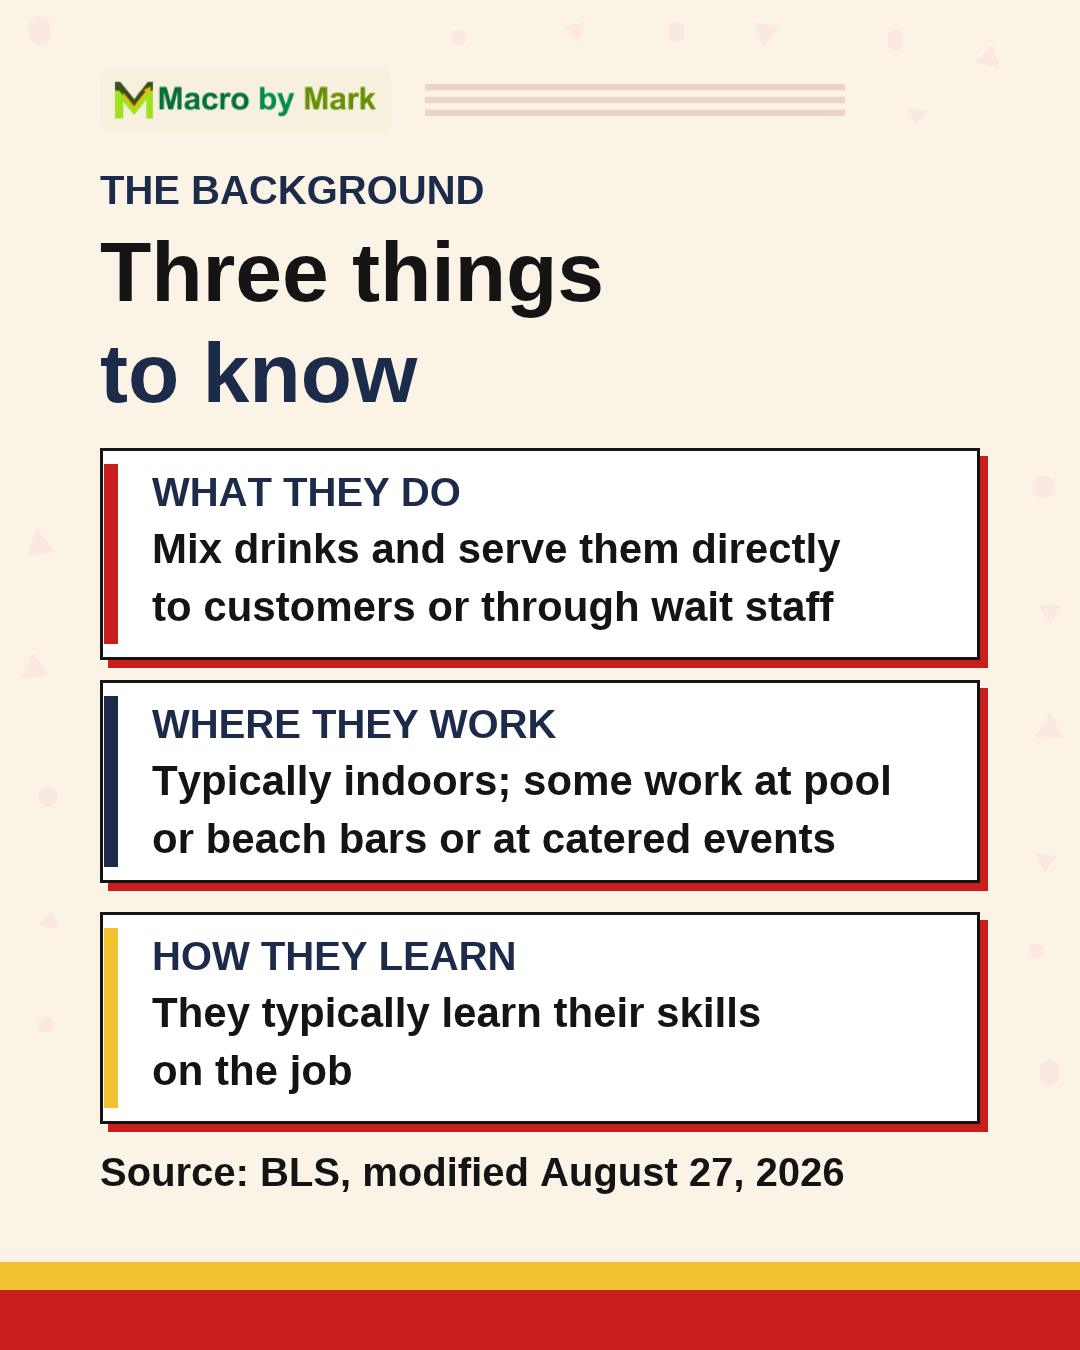 Macro by Mark
THE BACKGROUND
Three things
to know
WHAT THEY DO
Mix drinks and serve them directly
to customers or through wait staff
WHERE THEY WORK
Typically indoors; some work at pool
or beach bars or at catered events
HOW THEY LEARN
They typically learn their skills
on the job
Source: BLS, modified August 27, 2026